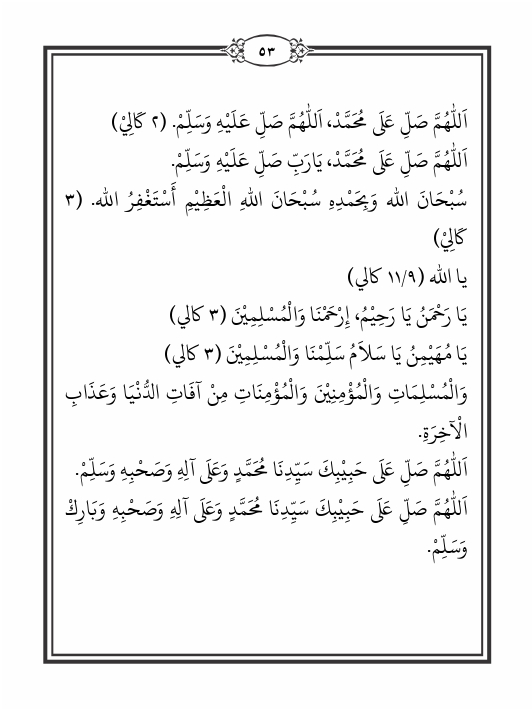 ٥٣
اَللّٰهُمَّ صَلِّ عَلَى مُحَمَّدْ، اَللّٰهُمَّ صَلِّ عَلَيْهِ وَسَلِّمْ. (٢ كَالِيْ)
اَللّٰهُمَّ صَلِّ عَلَى مُحَمَّدْ، يَارَبِّ صَلِّ عَلَيْهِ وَسَلِّمْ.
سُبْحَانَ الله وَبِحَمْدِهِ سُبْحَانَ اللهِ الْعَظِيْمِ أَسْتَغْفِرُ الله. (٣
كَالِيْ)
يا الله (١١/٩ كالي)
يَا رَحْمَنُ يَا رَحِيْمُ، إِرْحَمْنَا وَالْمُسْلِمِيْنَ (٣ كالي)
يَا مُهَيْمِنُ يَا سَلاَمُ سَلِّمْنَا وَالْمُسْلِمِيْنَ (٣ كالي)
وَالْمُسْلِمَاتِ وَالْمُؤْمِنِيْنَ وَالْمُؤْمِنَاتِ مِنْ آفَاتِ الدُّنْيَا وَعَذَابِ
الْآخِرَةِ.
اَللّٰهُمَّ صَلِّ عَلَى حَبِيْبِكَ سَيِّدِنَا مُحَمَّدٍ وَعَلَى آلِهِ وَصَحْبِهِ وَسَلِّمْ.
اَللّٰهُمَّ صَلِّ عَلَى حَبِيْبِكَ سَيِّدِنَا مُحَمَّدٍ وَعَلَى آلِهِ وَصَحْبِهِ وَبَارِكْ
وَسَلِّمْ.